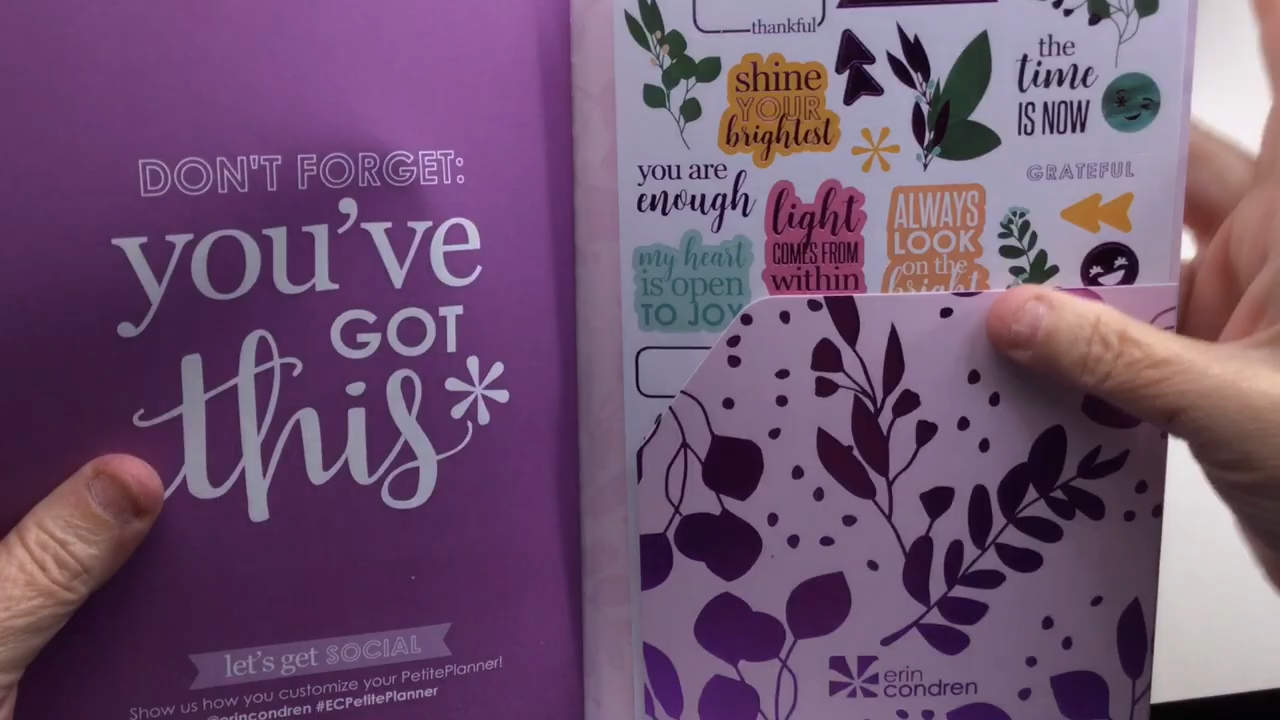 DON'T FORGET:
you've
GOT
this*
let's get SOCIAL
Show us how you customize your PetitePlanner!
@erincondren #ECPetitePlanner
thankful
shine
YOUR
brightest
the
time
IS NOW
you are
enough
light
COMES FROM
within
ALWAYS
LOOK
on the
bright
GRATEFUL
my heart
is open
TO JOY
erin
condren